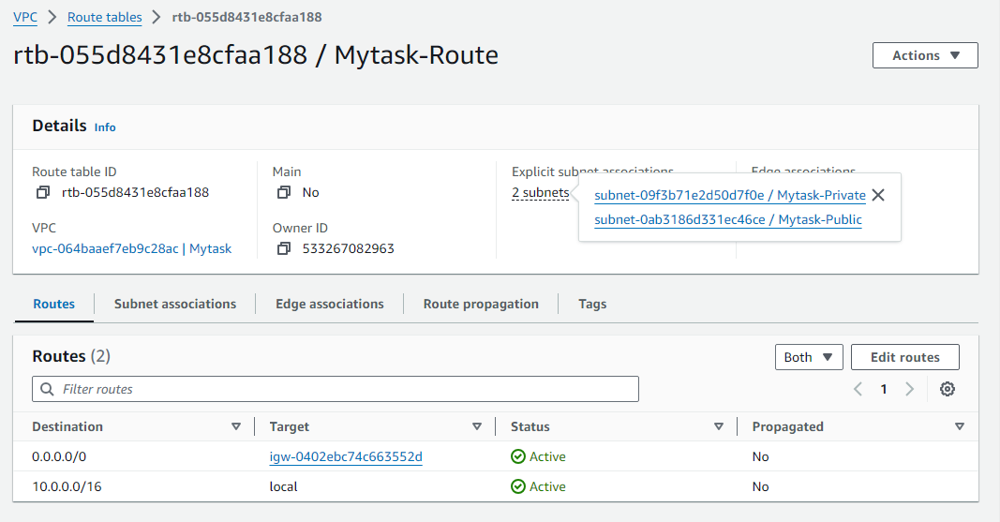 VPC > Route tables > rtb-055d8431e8cfaa188
rtb-055d8431e8cfaa188 / Mytask-Route
Actions
Details Info
Route table ID
rtb-055d8431e8cfaa188
Main
No
Explicit subnet associations
2 subnets
Edge associations
subnet-09f3b71e2d50d7f0e / Mytask-Private
subnet-0ab3186d331ec46ce / Mytask-Public
VPC
vpc-064baaef7eb9c28ac | Mytask
Owner ID
533267082963
Routes
Subnet associations
Edge associations
Route propagation
Tags
Routes (2)
Both
Edit routes
Filter routes
1
Destination Target Status Propagated
0.0.0.0/0 igw-0402ebc74c663552d Active No
10.0.0.0/16 local Active No